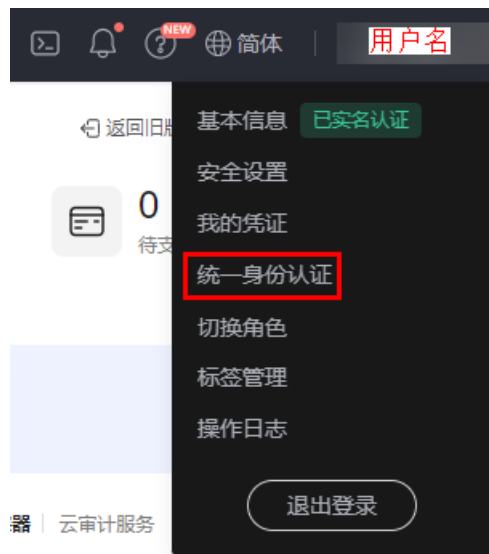 NEW
简体
用户名
返回旧
基本信息 已实名认证
安全设置
0
待支
我的凭证
统一身份认证
切换角色
标签管理
操作日志
退出登录
器 云审计服务